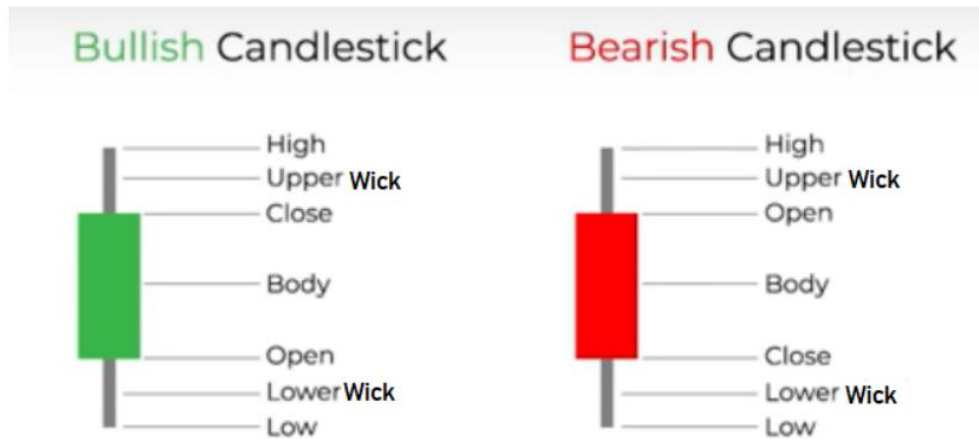 Bullish Candlestick
High
Upper Wick
Close
Body
Open
Lower Wick
Low
Bearish Candlestick
High
Upper Wick
Open
Body
Close
Lower Wick
Low